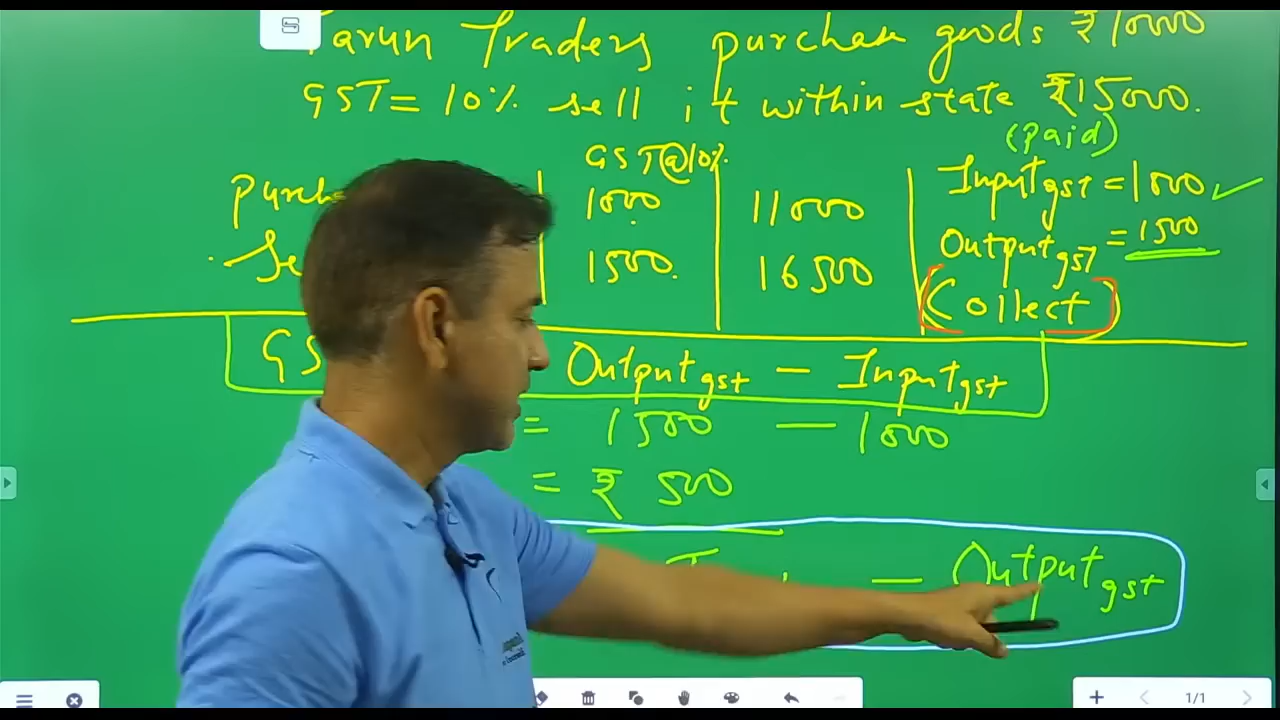 Tarun Traders purchase goods ₹10000
GST = 10% sell it within state ₹15000.
(paid)
GST@10%
1000 11000 Input gst = 1000 ✓
1500. 16500 Output gst = 1500
(Collect)
GS Output gst — Input gst
= 1500 — 1000
= ₹ 500
— Output gst
1/1